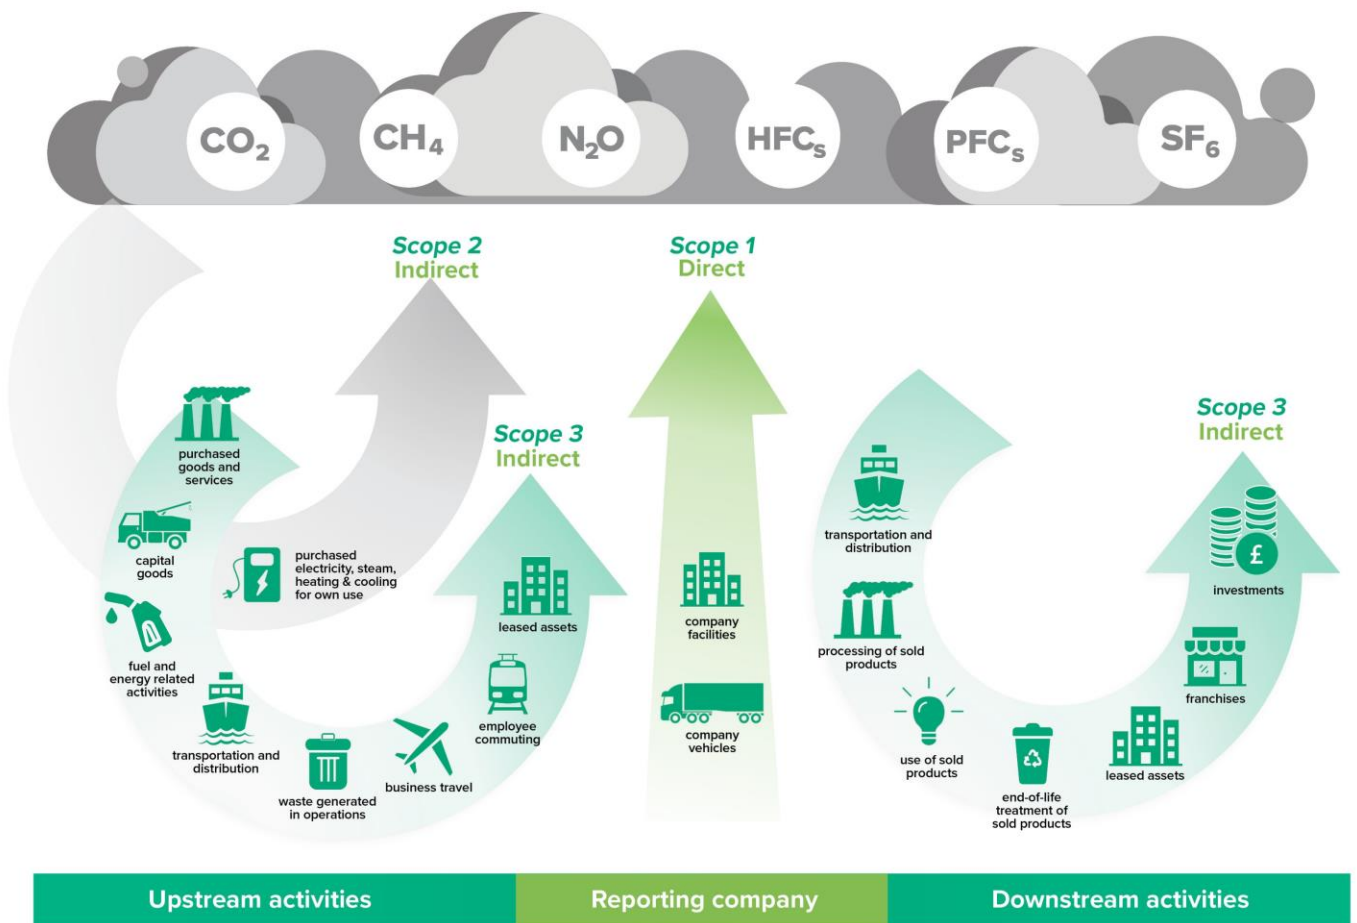 CO2
CH4
N2O
HFCs
PFCs
SF6
Scope 2
Indirect
Scope 1
Direct
Scope 3
Indirect
Scope 3
Indirect
purchased
goods and
services
capital
goods
fuel and
energy related
activities
transportation and
distribution
waste generated
in operations
business travel
employee
commuting
leased assets
purchased
electricity, steam,
heating & cooling
for own use
company
facilities
company
vehicles
transportation and
distribution
processing of sold
products
use of sold
products
end-of-life
treatment of
sold products
leased assets
franchises
£
investments
%
Upstream activities
Reporting company
Downstream activities